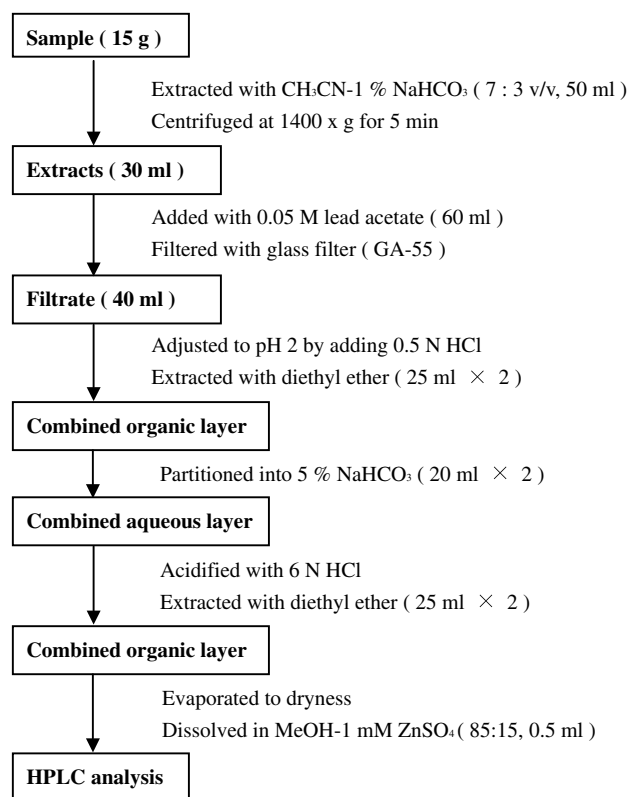 Sample ( 15 g )
Extracted with CH₃CN-1 % NaHCO₃ ( 7 : 3 v/v, 50 ml )
Centrifuged at 1400 x g for 5 min
Extracts ( 30 ml )
Added with 0.05 M lead acetate ( 60 ml )
Filtered with glass filter ( GA-55 )
Filtrate ( 40 ml )
Adjusted to pH 2 by adding 0.5 N HCl
Extracted with diethyl ether ( 25 ml × 2 )
Combined organic layer
Partitioned into 5 % NaHCO₃ ( 20 ml × 2 )
Combined aqueous layer
Acidified with 6 N HCl
Extracted with diethyl ether ( 25 ml × 2 )
Combined organic layer
Evaporated to dryness
Dissolved in MeOH-1 mM ZnSO₄ ( 85:15, 0.5 ml )
HPLC analysis